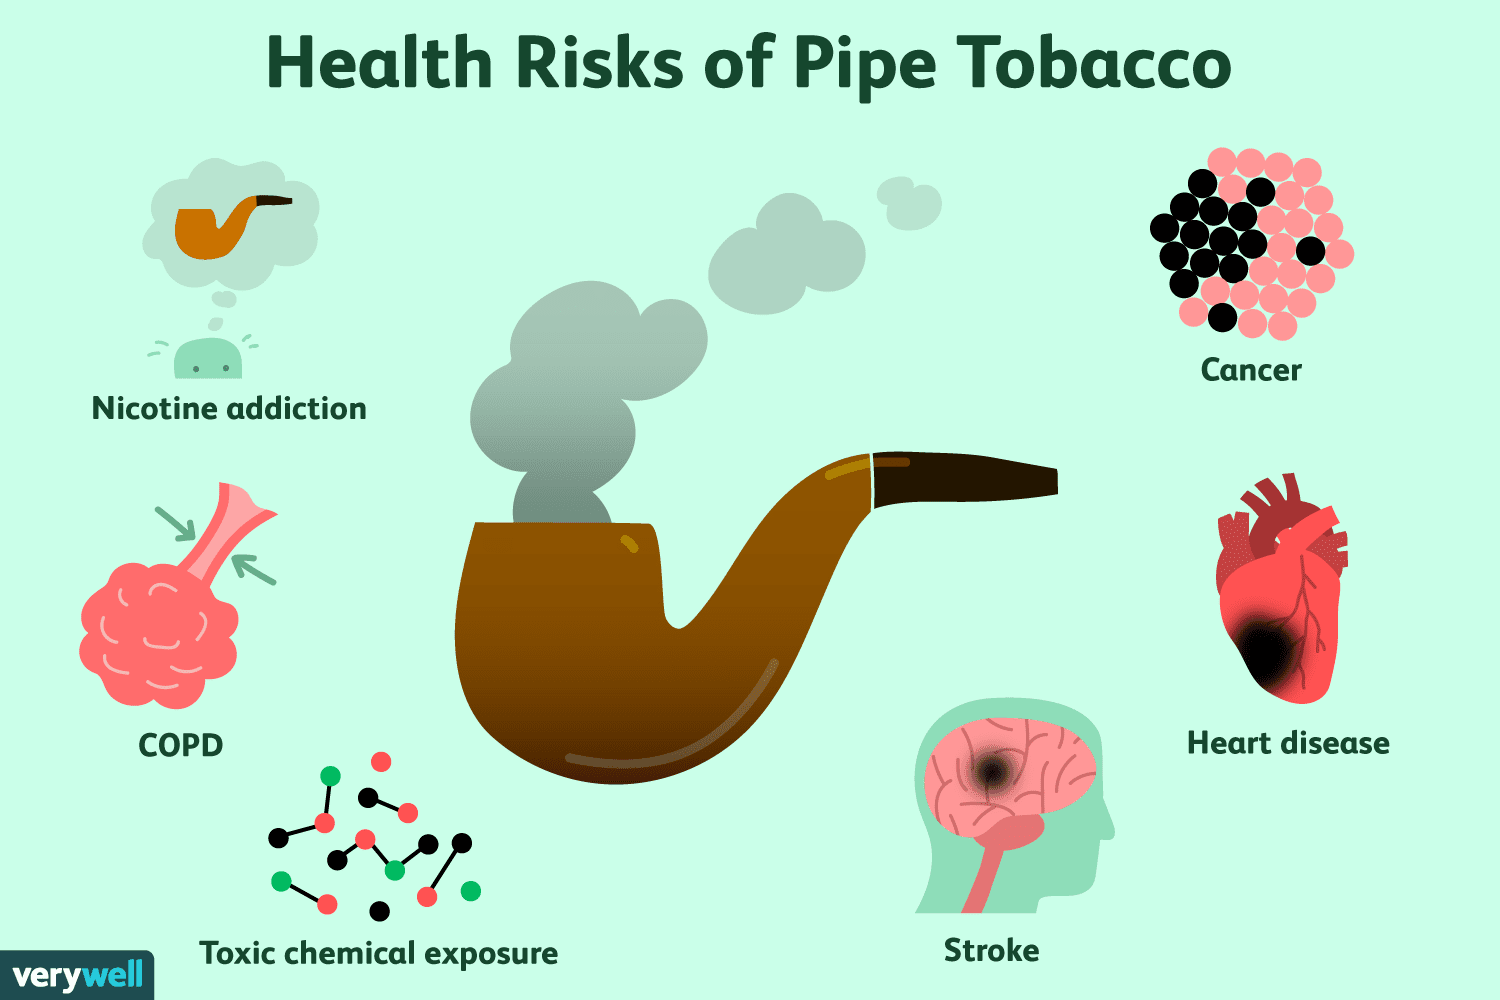 Health Risks of Pipe Tobacco
Nicotine addiction
Cancer
COPD
Heart disease
Toxic chemical exposure
Stroke
verywell